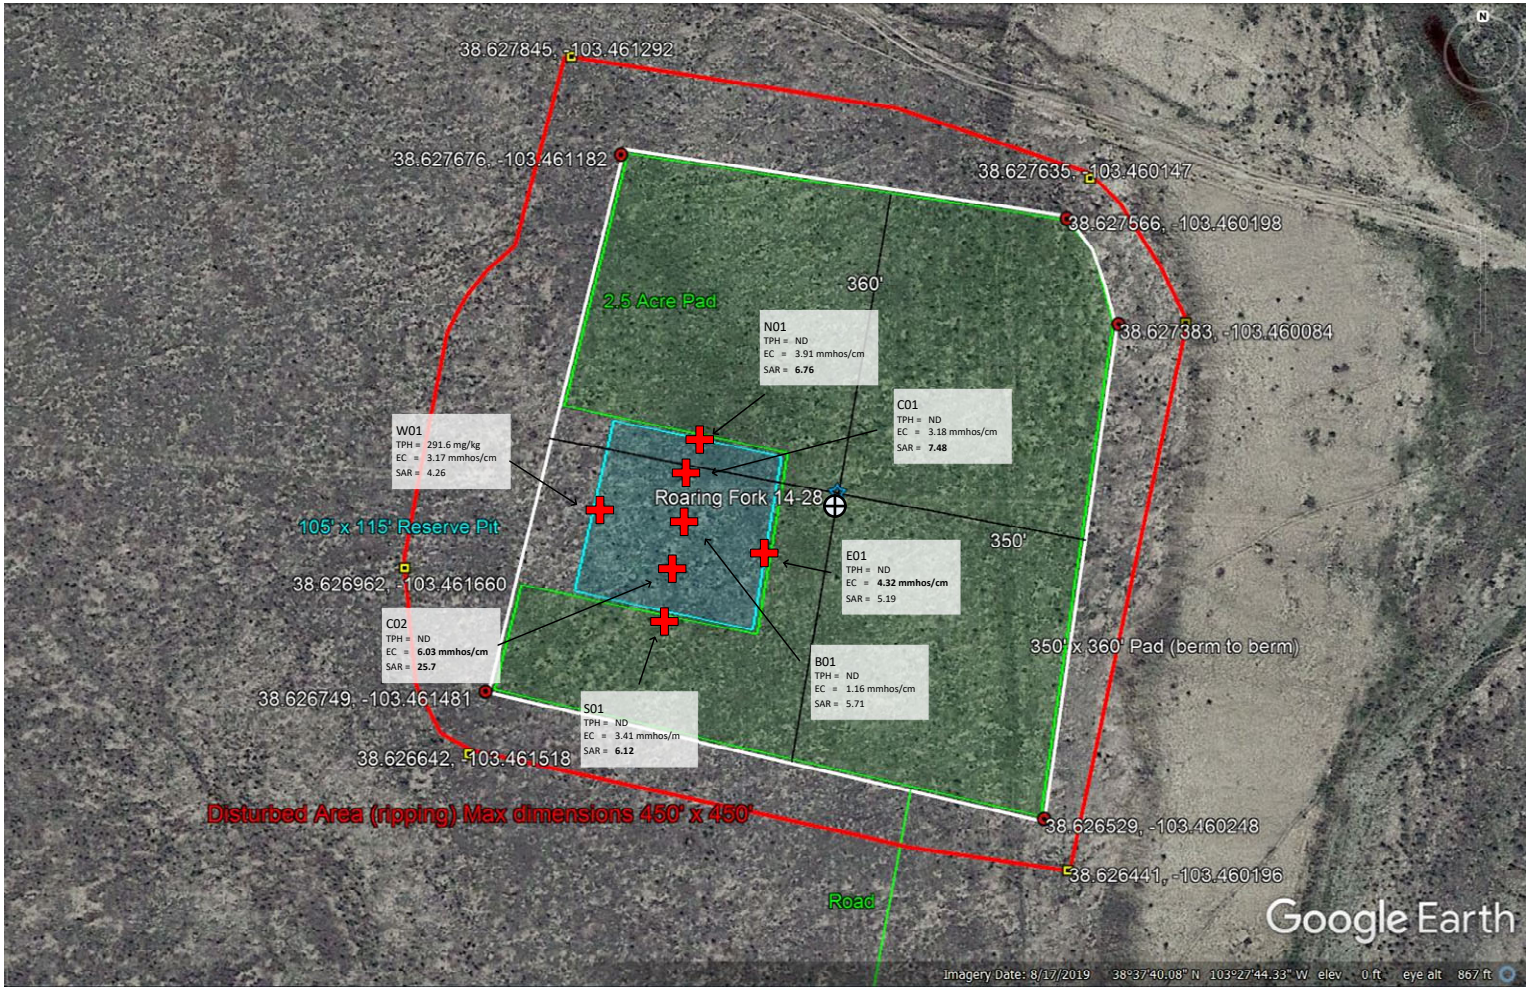 N
38.627845, -103.461292
38.627676, -103.461182
38.627635, -103.460147
38.627566, -103.460198
360'
2.5 Acre Pad
38.627383, -103.460084
N01
TPH = ND
EC = 3.91 mmhos/cm
SAR = 6.76
C01
TPH = ND
EC = 3.18 mmhos/cm
SAR = 7.48
W01
TPH = 291.6 mg/kg
EC = 3.17 mmhos/cm
SAR = 4.26
Roaring Fork 14-28
105' x 115' Reserve Pit
350'
E01
TPH = ND
EC = 4.32 mmhos/cm
SAR = 5.19
38.626962, -103.461660
C02
TPH = ND
EC = 6.03 mmhos/cm
SAR = 25.7
350' x 360' Pad (berm to berm)
B01
TPH = ND
EC = 1.16 mmhos/cm
SAR = 5.71
38.626749, -103.461481
S01
TPH = ND
EC = 3.41 mmhos/m
SAR = 6.12
38.626642, -103.461518
Disturbed Area (ripping) Max dimensions 450' x 450'
38.626529, -103.460248
38.626441, -103.460196
Road
Google Earth
Imagery Date: 8/17/2019 38°37'40.08" N 103°27'44.33" W elev 0 ft eye alt 867 ft